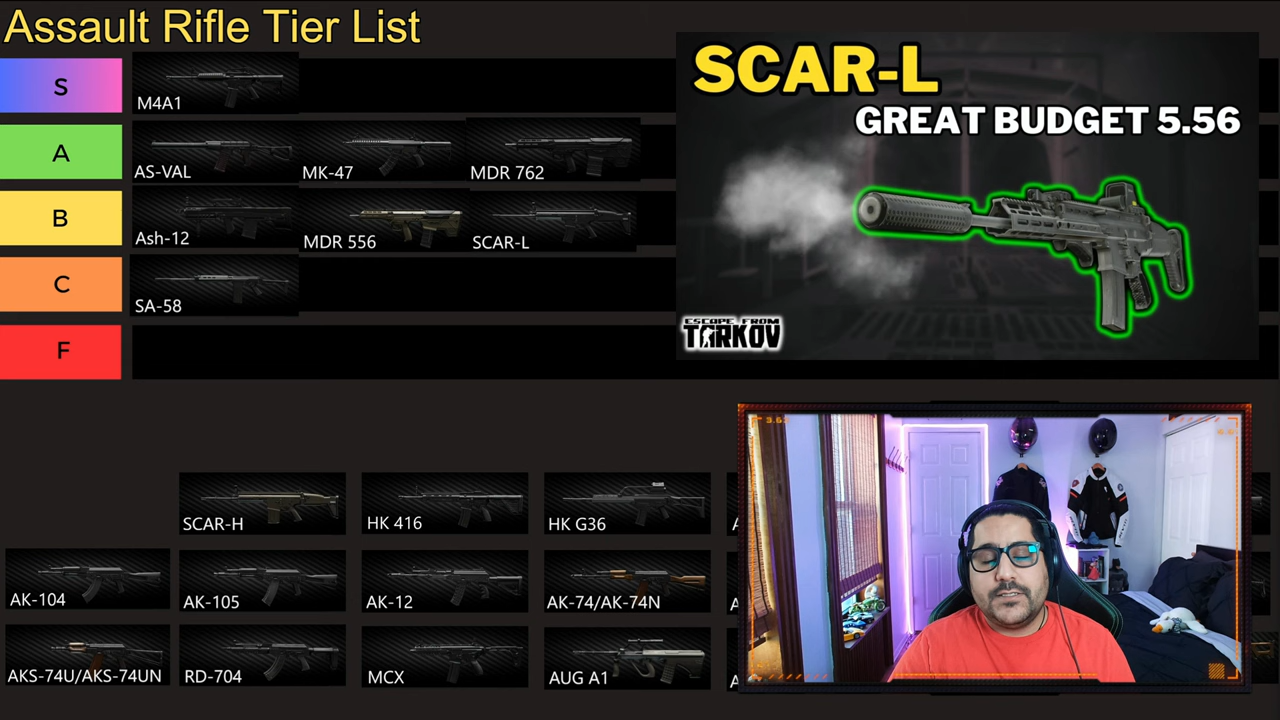 Assault Rifle Tier List
S
M4A1
A
AS-VAL
MK-47
MDR 762
B
Ash-12
MDR 556
SCAR-L
C
SA-58
F
SCAR-L
GREAT BUDGET 5.56
ESCAPE FROM
TARKOV
SCAR-H
HK 416
HK G36
AK-104
AK-105
AK-12
AK-74/AK-74N
AKS-74U/AKS-74UN
RD-704
MCX
AUG A1